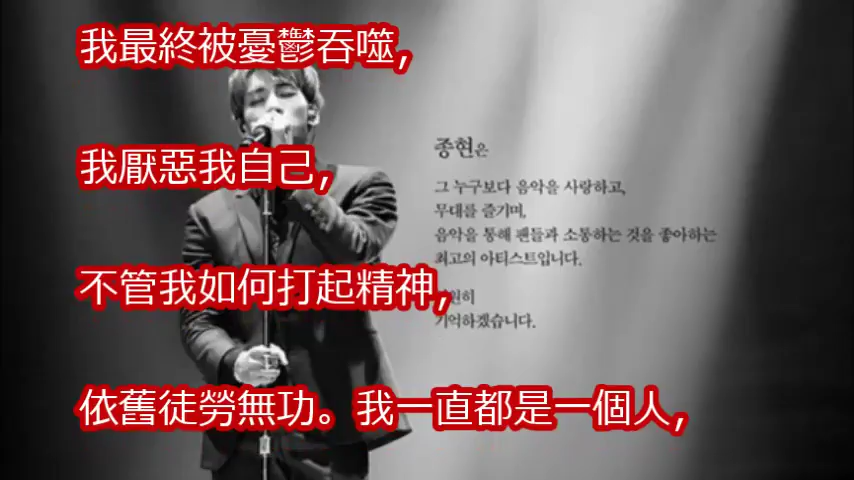 我最終被憂鬱吞噬，
我厭惡我自己，
不管我如何打起精神，
依舊徒勞無功。我一直都是一個人，
종현은
그 누구보다 음악을 사랑하고,
무대를 즐기며,
음악을 통해 팬들과 소통하는 것을 좋아하는
최고의 아티스트입니다.
기억하겠습니다.